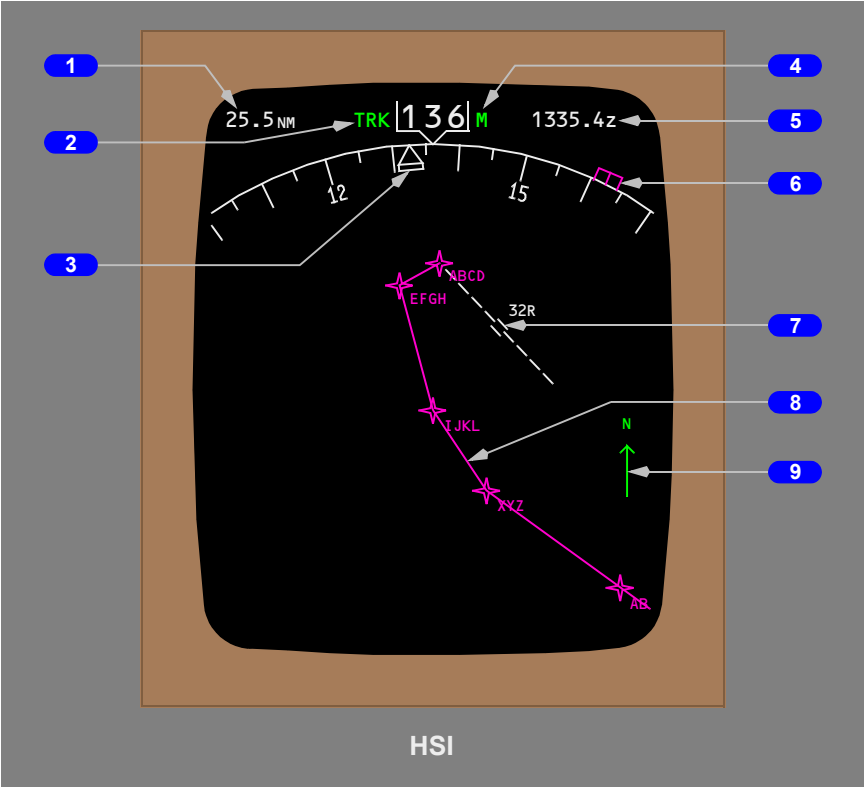 1
4
25.5NM
TRK
136
M
1335.4z
5
2
6
12
15
3
ABCD
EFGH
32R
7
8
N
IJKL
9
XYZ
AB
HSI